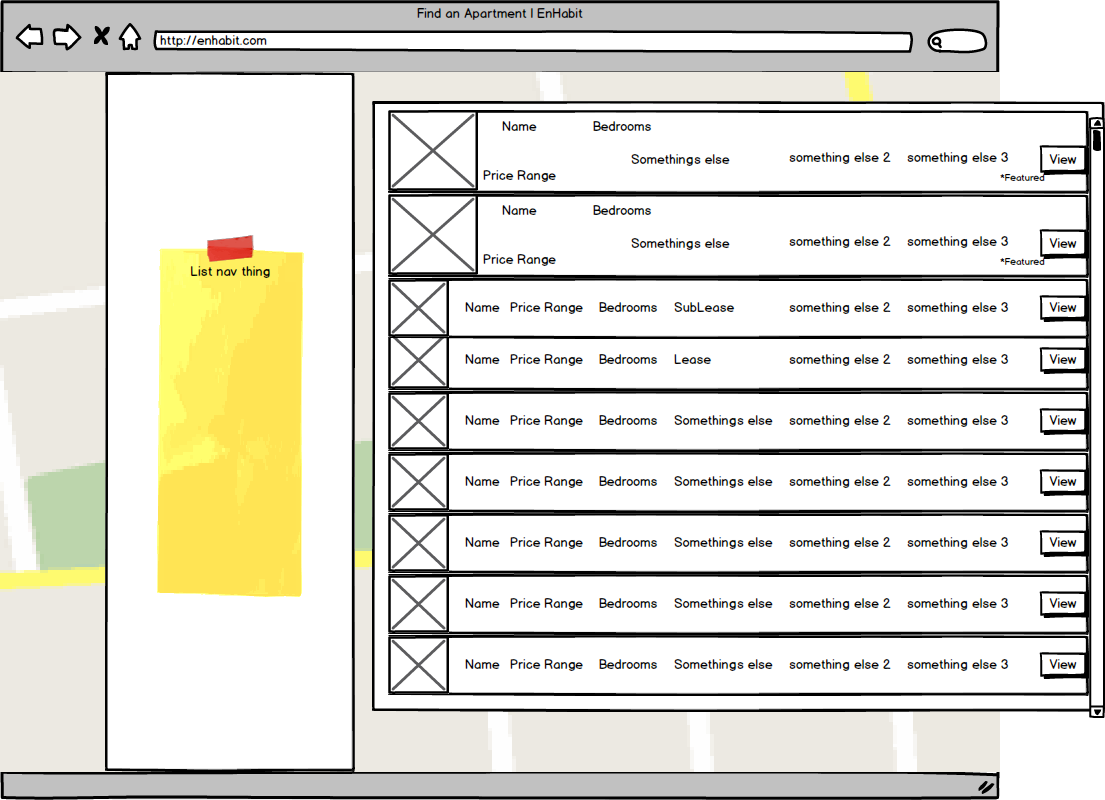 Find an Apartment | EnHabit
http://enhabit.com
List nav thing
Name Bedrooms
Somethings else something else 2 something else 3 View
Price Range *Featured
Name Bedrooms
Somethings else something else 2 something else 3 View
Price Range *Featured
Name Price Range Bedrooms SubLease something else 2 something else 3 View
Name Price Range Bedrooms Lease something else 2 something else 3 View
Name Price Range Bedrooms Somethings else something else 2 something else 3 View
Name Price Range Bedrooms Somethings else something else 2 something else 3 View
Name Price Range Bedrooms Somethings else something else 2 something else 3 View
Name Price Range Bedrooms Somethings else something else 2 something else 3 View
Name Price Range Bedrooms Somethings else something else 2 something else 3 View